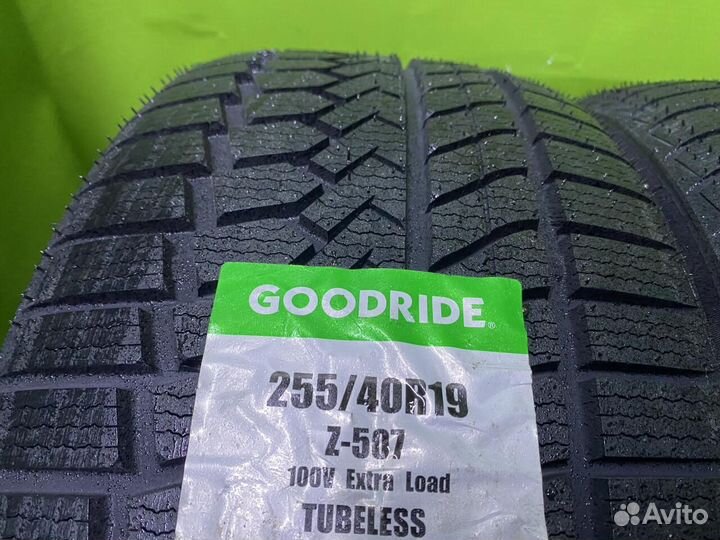 GOODRIDE®
255/40R19
Z-507
100V Extra Load
TUBELESS
Avito